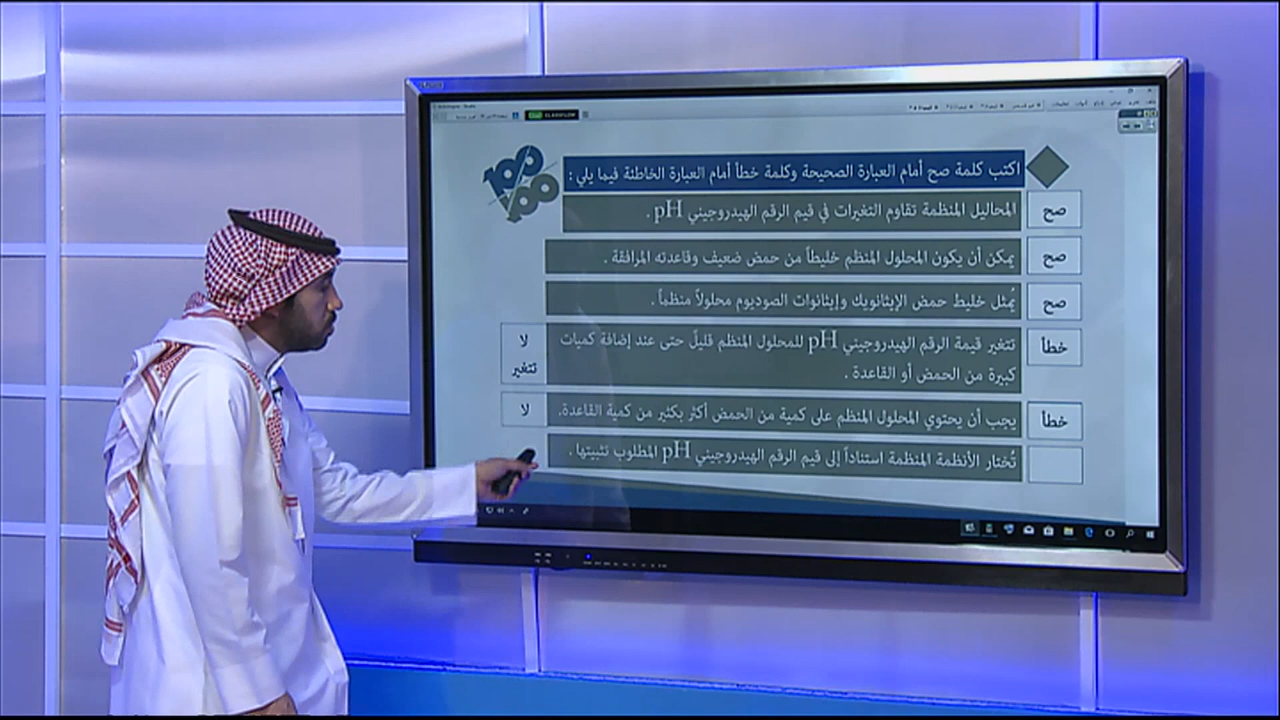 CLASSFLOW
100
100
اكتب كلمة صح أمام العبارة الصحيحة وكلمة خطأ أمام العبارة الخاطئة فيما يلي :
صح
المحاليل المنظمة تقاوم التغيرات في قيم الرقم الهيدروجيني pH .
صح
يمكن أن يكون المحلول المنظم خليطاً من حمض ضعيف وقاعدته المرافقة .
صح
يُمثل خليط حمض الإيثانويك وإيثانوات الصوديوم محلولاً منظماً .
خطأ
تتغير قيمة الرقم الهيدروجيني pH للمحلول المنظم قليلٌ حتى عند إضافة كميات
كبيرة من الحمض أو القاعدة .
لا
تتغير
خطأ
يجب أن يحتوي المحلول المنظم على كمية من الحمض أكثر بكثير من كمية القاعدة.
لا
تُختار الأنظمة المنظمة استناداً إلى قيم الرقم الهيدروجيني pH المطلوب تثبيتها .